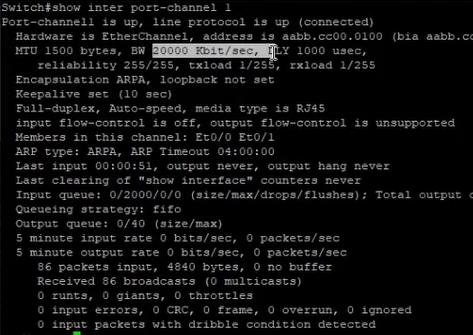 Switch#show inter port-channel 1
Port-channel1 is up, line protocol is up (connected)
Hardware is EtherChannel, address is aabb.cc00.0100 (bia aabb.cc
MTU 1500 bytes, BW 20000 Kbit/sec, DLY 1000 usec,
reliability 255/255, txload 1/255, rxload 1/255
Encapsulation ARPA, loopback not set
Keepalive set (10 sec)
Full-duplex, Auto-speed, media type is RJ45
input flow-control is off, output flow-control is unsupported
Members in this channel: Et0/0 Et0/1
ARP type: ARPA, ARP Timeout 04:00:00
Last input 00:00:51, output never, output hang never
Last clearing of "show interface" counters never
Input queue: 0/2000/0/0 (size/max/drops/flushes); Total output
Queueing strategy: fifo
Output queue: 0/40 (size/max)
5 minute input rate 0 bits/sec, 0 packets/sec
5 minute output rate 0 bits/sec, 0 packets/sec
86 packets input, 4840 bytes, 0 no buffer
Received 86 broadcasts (0 multicasts)
0 runts, 0 giants, 0 throttles
0 input errors, 0 CRC, 0 frame, 0 overrun, 0 ignored
0 input packets with dribble condition detected